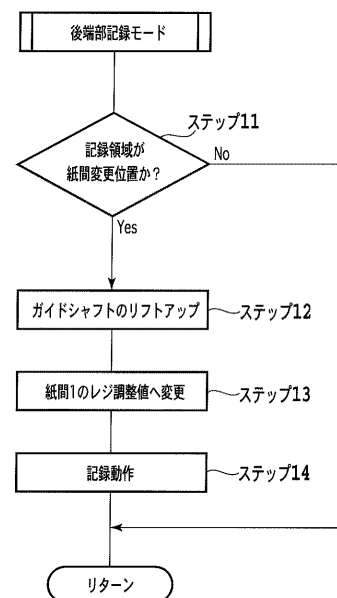 後端部記録モード
ステップ11
記録領域が
紙間変更位置か?
No
Yes
ガイドシャフトのリフトアップ
ステップ12
紙間1のレジ調整値へ変更
ステップ13
記録動作
ステップ14
リターン